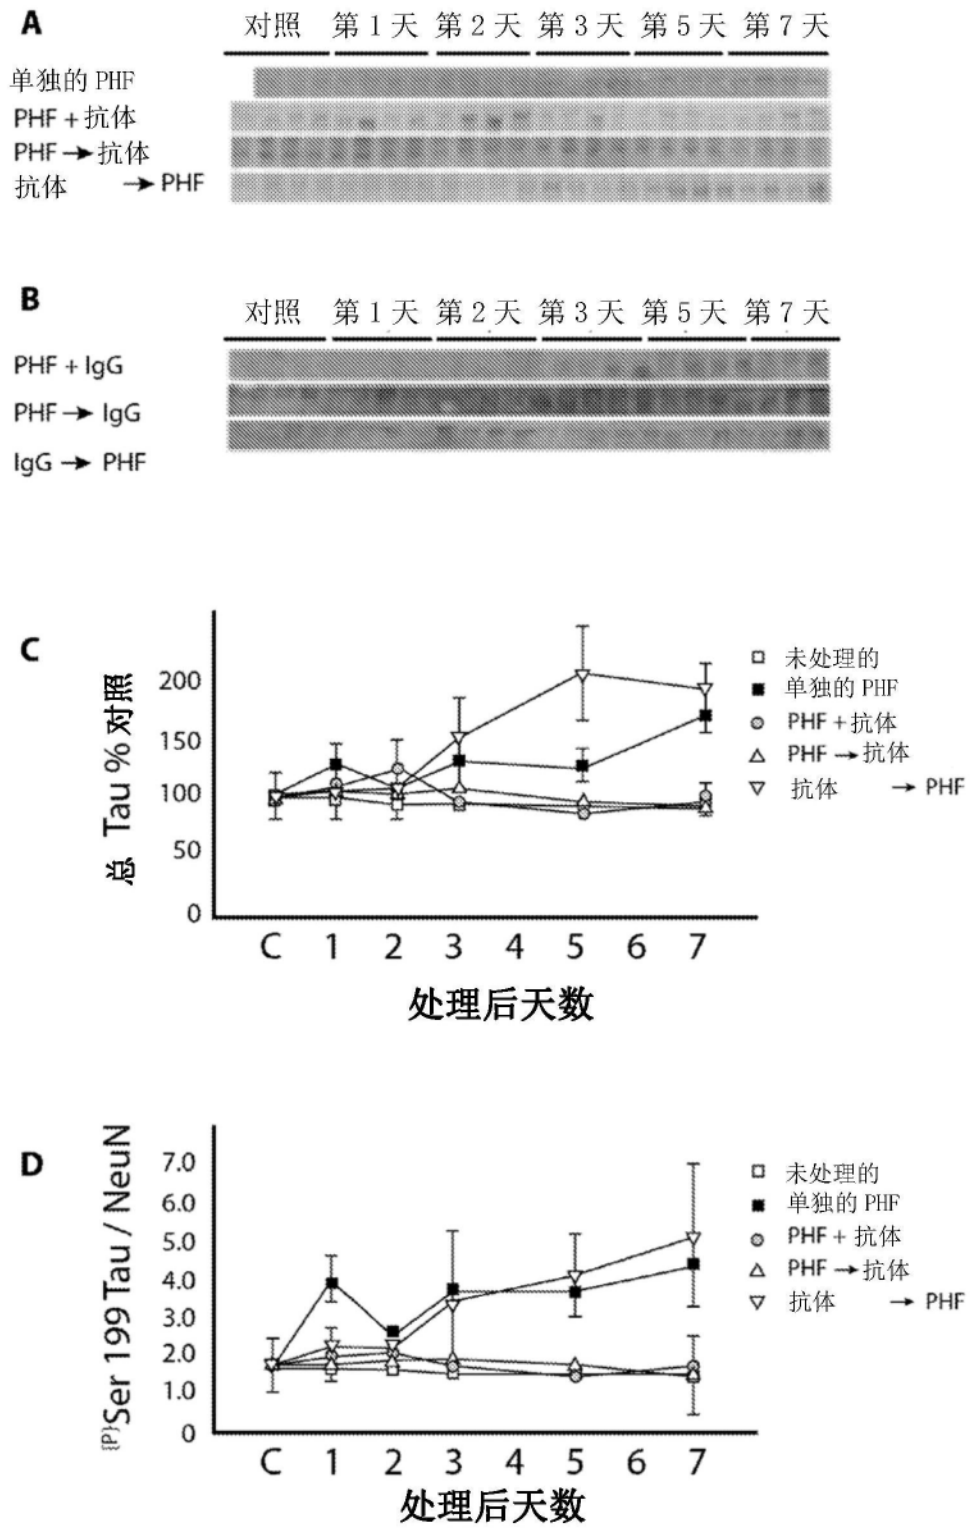 A
对照 第1天 第2天 第3天 第5天 第7天
单独的 PHF
PHF + 抗体
PHF → 抗体
抗体 → PHF
B
对照 第1天 第2天 第3天 第5天 第7天
PHF + IgG
PHF → IgG
IgG → PHF
C
总 Tau % 对照
200
150
100
50
0
C 1 2 3 4 5 6 7
处理后天数
未处理的
单独的 PHF
PHF + 抗体
PHF → 抗体
抗体 → PHF
D
{P}Ser 199 Tau / NeuN
7.0
6.0
5.0
4.0
3.0
2.0
1.0
0
C 1 2 3 4 5 6 7
处理后天数
未处理的
单独的 PHF
PHF + 抗体
PHF → 抗体
抗体 → PHF